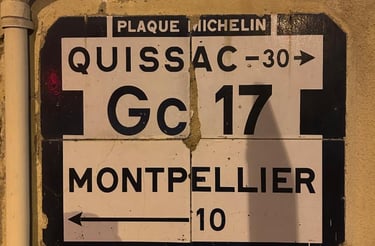 PLAQUE MICHELIN
QUISSAC -30→
Gc 17
MONTPELLIER
← 10